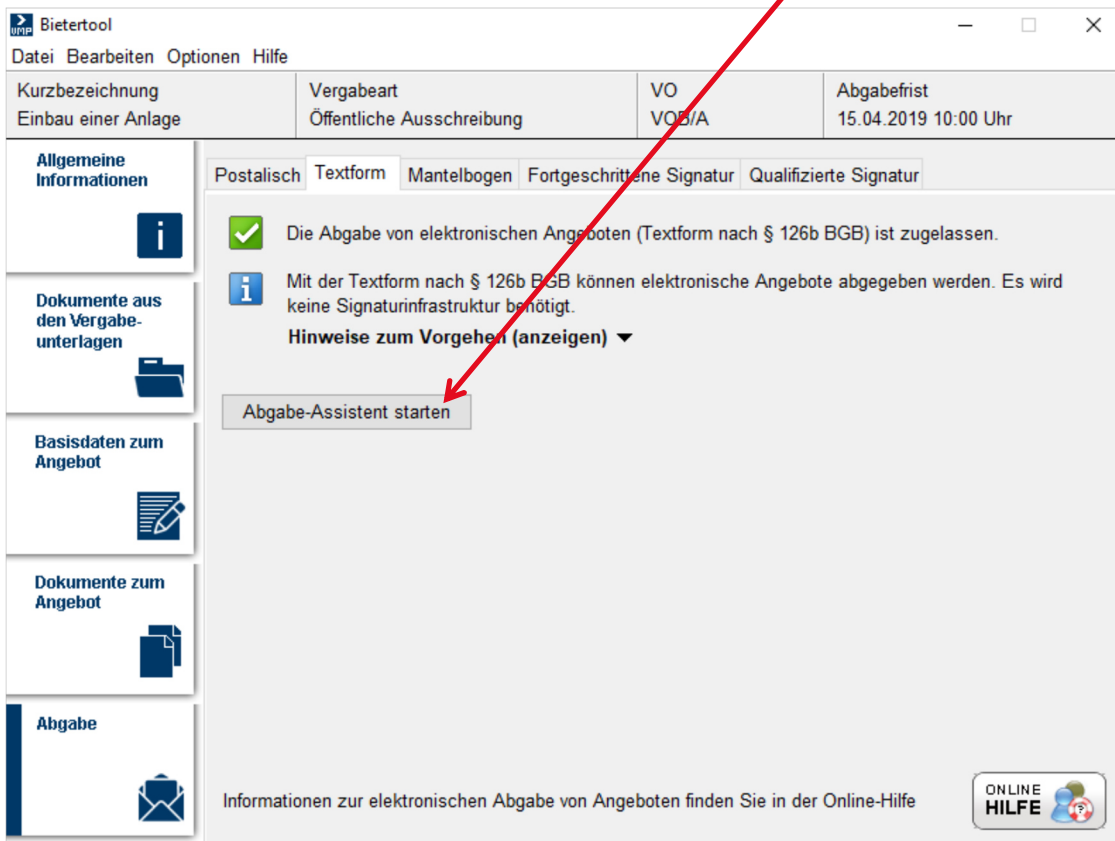 UMP Bietertool
Datei Bearbeiten Optionen Hilfe
Kurzbezeichnung Vergabeart VO Abgabefrist
Einbau einer Anlage Öffentliche Ausschreibung VOB/A 15.04.2019 10:00 Uhr
Allgemeine
Informationen
i
Dokumente aus
den Vergabe-
unterlagen
Basisdaten zum
Angebot
Dokumente zum
Angebot
Abgabe
Postalisch Textform Mantelbogen Fortgeschrittene Signatur Qualifizierte Signatur
Die Abgabe von elektronischen Angeboten (Textform nach § 126b BGB) ist zugelassen.
i Mit der Textform nach § 126b BGB können elektronische Angebote abgegeben werden. Es wird
keine Signaturinfrastruktur benötigt.
Hinweise zum Vorgehen (anzeigen)
Abgabe-Assistent starten
Informationen zur elektronischen Abgabe von Angeboten finden Sie in der Online-Hilfe
ONLINE
HILFE ?